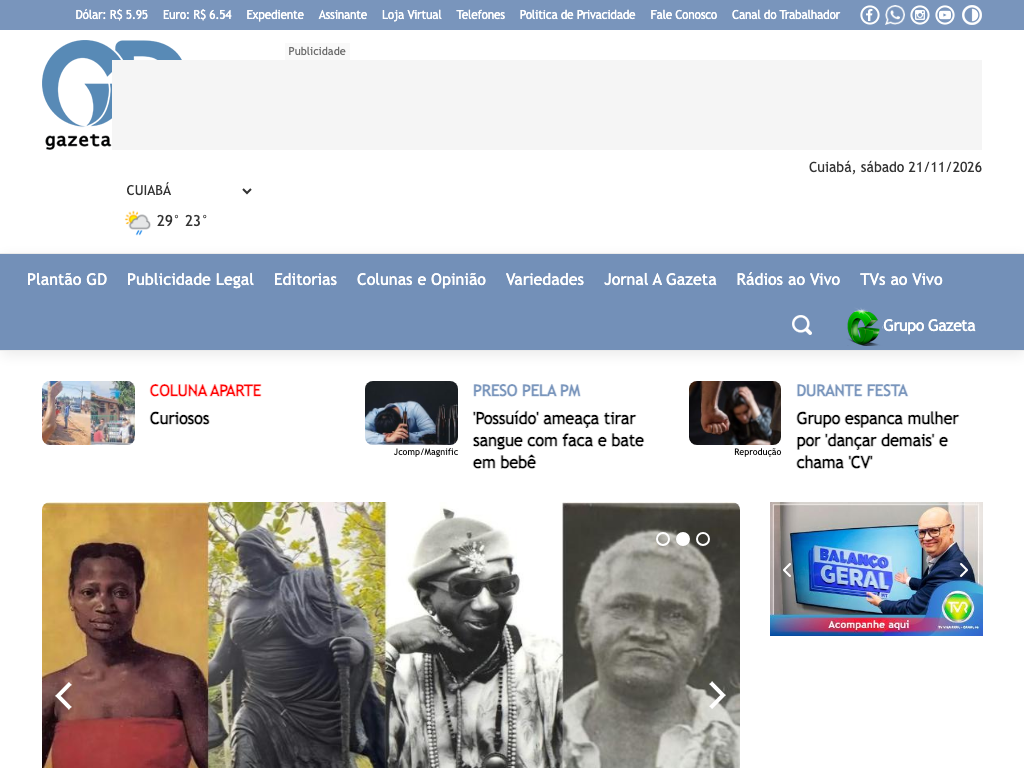 Dólar: R$ 5.95 Euro: R$ 6.54 Expediente Assinante Loja Virtual Telefones Politica de Privacidade Fale Conosco Canal do Trabalhador
Publicidade
gazeta
Cuiabá, sábado 21/11/2026
CUIABÁ
29° 23°
Plantão GD Publicidade Legal Editorias Colunas e Opinião Variedades Jornal A Gazeta Rádios ao Vivo TVs ao Vivo
Grupo Gazeta
COLUNA APARTE
Curiosos
Jcomp/Magnific
PRESO PELA PM
'Possuído' ameaça tirar
sangue com faca e bate
em bebê
Reprodução
DURANTE FESTA
Grupo espanca mulher
por 'dançar demais' e
chama 'CV'
BALANÇO
GERAL
Acompanhe aqui